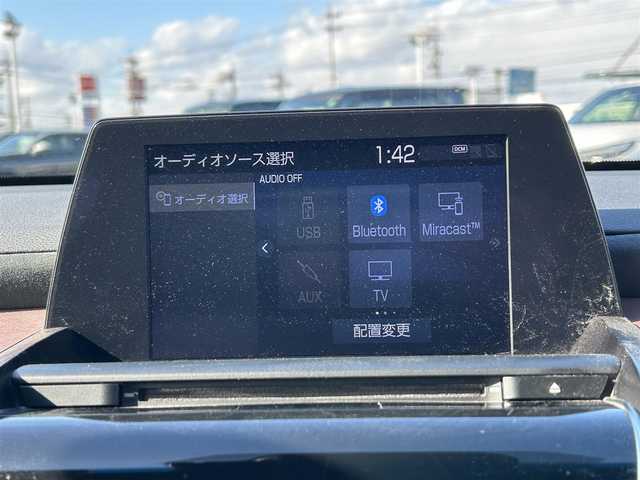 オーディオソース選択
1:42
DCM
AUDIO OFF
オーディオ選択
USB
Bluetooth
Miracast™
AUX
TV
配置変更